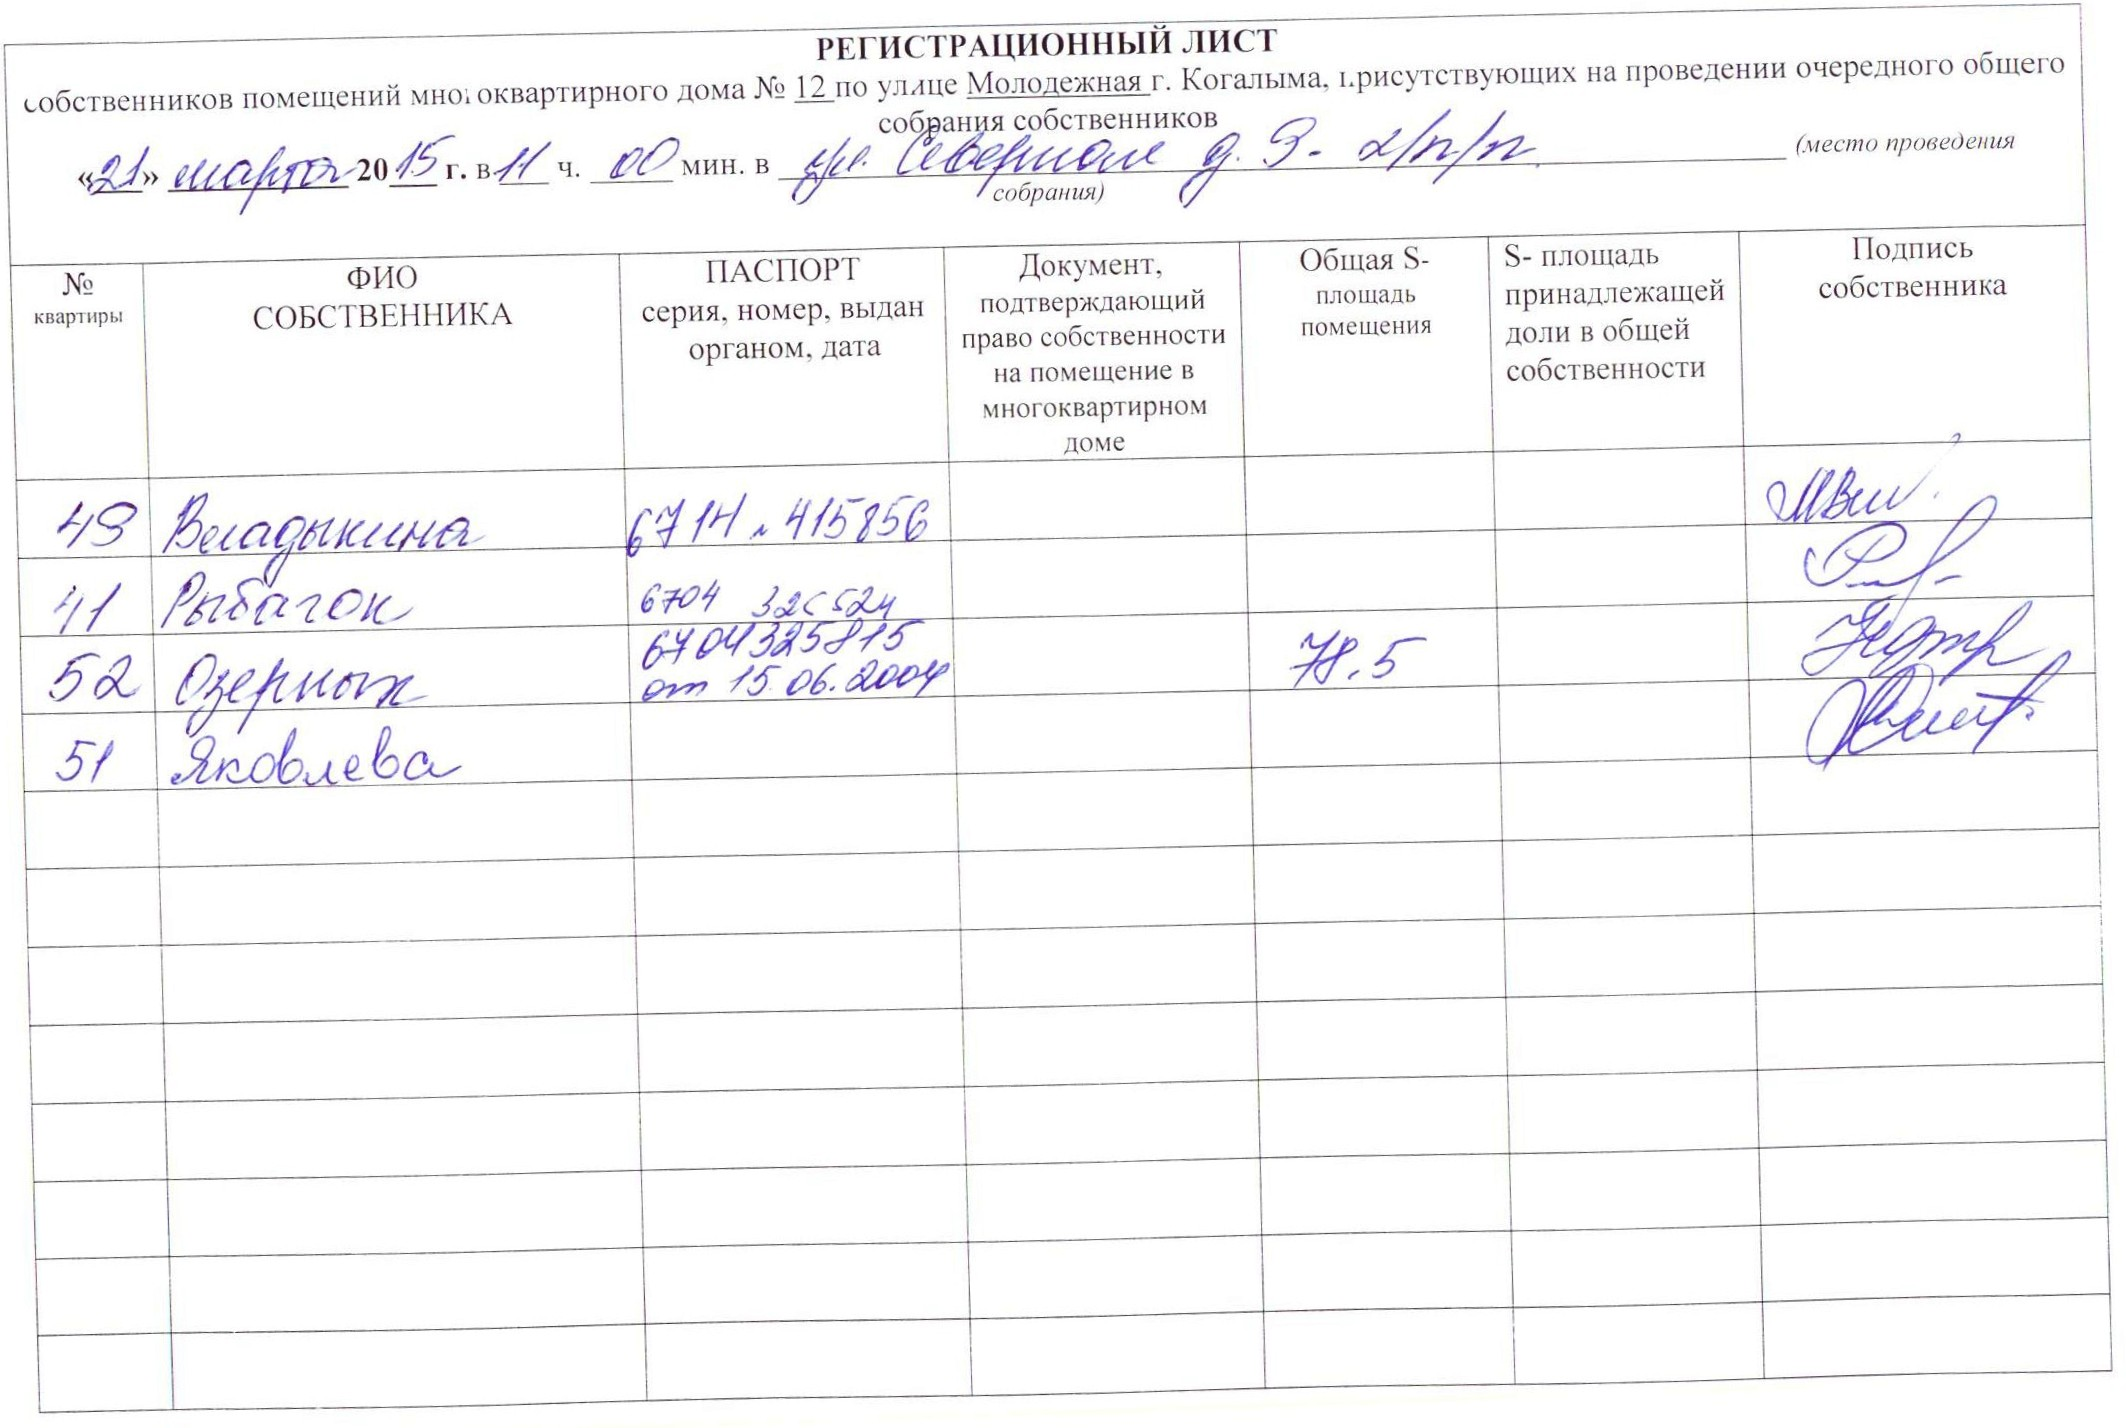 РЕГИСТРАЦИОННЫЙ ЛИСТ
собственников помещений многоквартирного дома № 12 по улице Молодежная г. Когалыма, присутствующих на проведении очередного общего
собрания собственников
«21» марта 2015 г. в 11 ч. 00 мин. в ул. Северная д. 9 - (место проведения
собрания)
№ квартиры
ФИО
СОБСТВЕННИКА
ПАСПОРТ
серия, номер, выдан
органом, дата
Документ,
подтверждающий
право собственности
на помещение в
многоквартирном
доме
Общая S-
площадь
помещения
S- площадь
принадлежащей
доли в общей
собственности
Подпись
собственника
49 Владыкина 6714 415856
41 Рыбачок 6704
52 Озерных 6704325815 от 15.06.2004 78.5
51 Яковлева